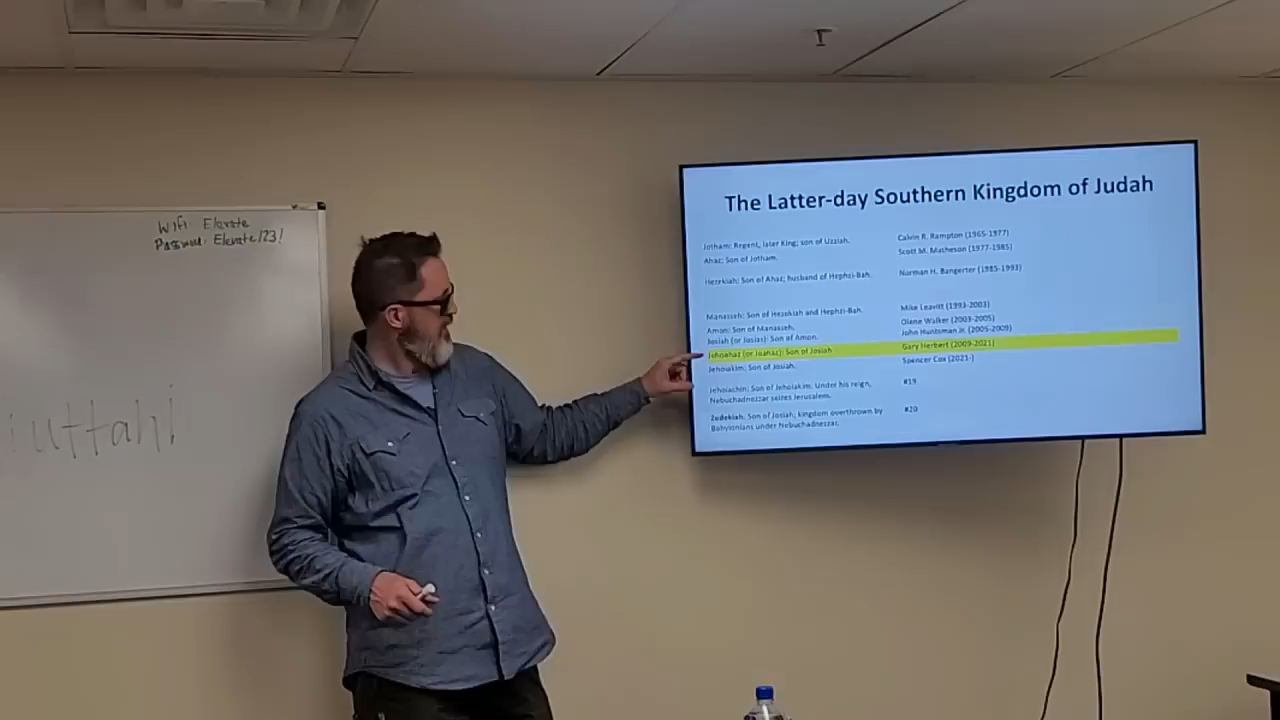 Wifi: Elevate
Password: Elevate123!
uttah!
The Latter-day Southern Kingdom of Judah
Jotham: Regent, later King; son of Uzziah.
Calvin R. Rampton (1965-1977)
Ahaz: Son of Jotham.
Scott M. Matheson (1977-1985)
Hezekiah: Son of Ahaz; husband of Hephzi-Bah.
Norman H. Bangerter (1985-1993)
Manasseh: Son of Hezekiah and Hephzi-Bah.
Mike Leavitt (1993-2003)
Amon: Son of Manasseh.
Olene Walker (2003-2005)
Josiah (or Josias): Son of Amon.
John Huntsman Jr. (2005-2009)
Jehoahaz (or Joahaz): Son of Josiah
Gary Herbert (2009-2021)
Jehoiakim: Son of Josiah.
Spencer Cox (2021-)
Jehoiachin: Son of Jehoiakim. Under his reign,
Nebuchadnezzar seizes Jerusalem.
#19
Zedekiah: Son of Josiah; kingdom overthrown by
Babylonians under Nebuchadnezzar.
#20